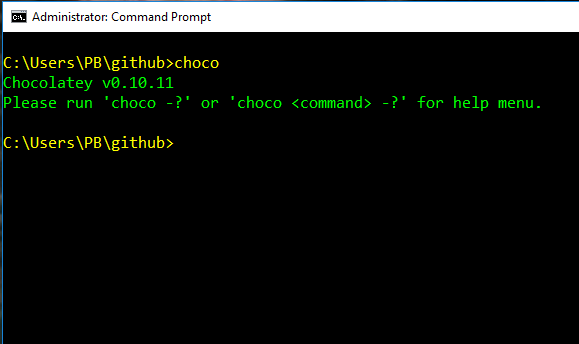 Administrator: Command Prompt
C:\Users\PB\github>choco
Chocolatey v0.10.11
Please run 'choco -?' or 'choco <command> -?' for help menu.
C:\Users\PB\github>